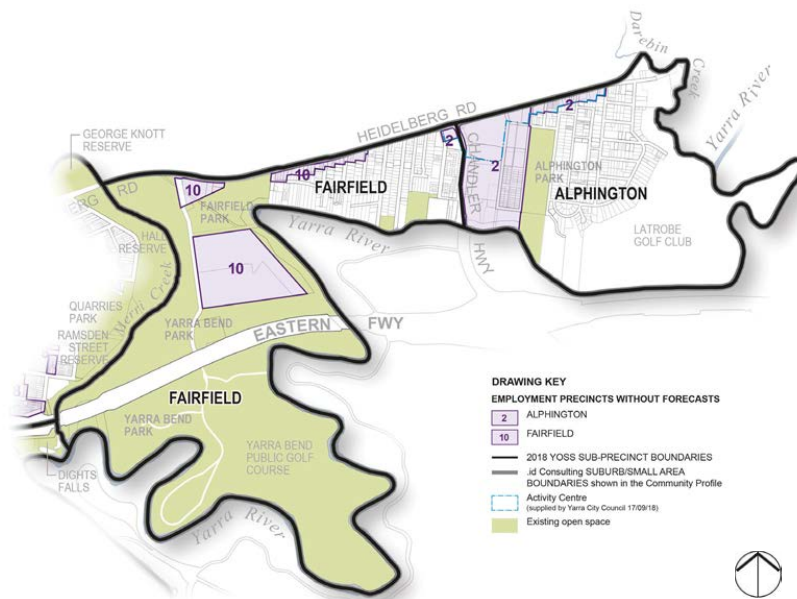 Darebin
Creek
Yarra River
HEIDELBERG RD
GEORGE KNOTT
RESERVE
2
2
10
10
CHANDLER
HWY
2
ALPHINGTON
PARK
ALPHINGTON
ERG RD
FAIRFIELD
FAIRFIELD
PARK
Yarra River
HALL
RESERVE
LATROBE
GOLF CLUB
10
Merri Creek
QUARRIES
PARK
RAMSDEN
STREET
RESERVE
YARRA BEND
PARK
EASTERN FWY
FAIRFIELD
YARRA BEND
PARK
YARRA BEND
PUBLIC GOLF
COURSE
DIGHTS
FALLS
Yarra River
DRAWING KEY
EMPLOYMENT PRECINCTS WITHOUT FORECASTS
2 ALPHINGTON
10 FAIRFIELD
2018 YOSS SUB-PRECINCT BOUNDARIES
.id Consulting SUBURB/SMALL AREA
BOUNDARIES shown in the Community Profile
Activity Centre
(supplied by Yarra City Council 17/09/18)
Existing open space